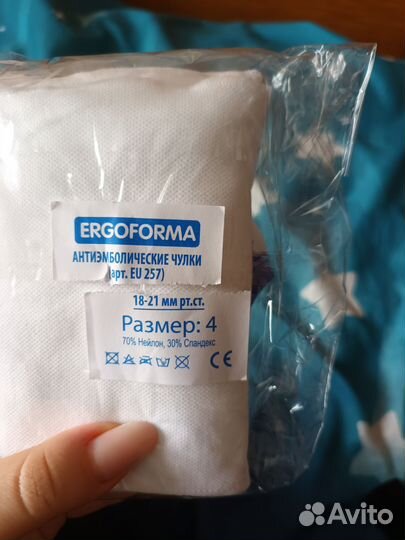 ERGOFORMA
АНТИЭМБОЛИЧЕСКИЕ ЧУЛКИ
(арт. EU 257)
18-21 мм рт.ст.
Размер: 4
70% Нейлон, 30% Спандекс
CE
Avito